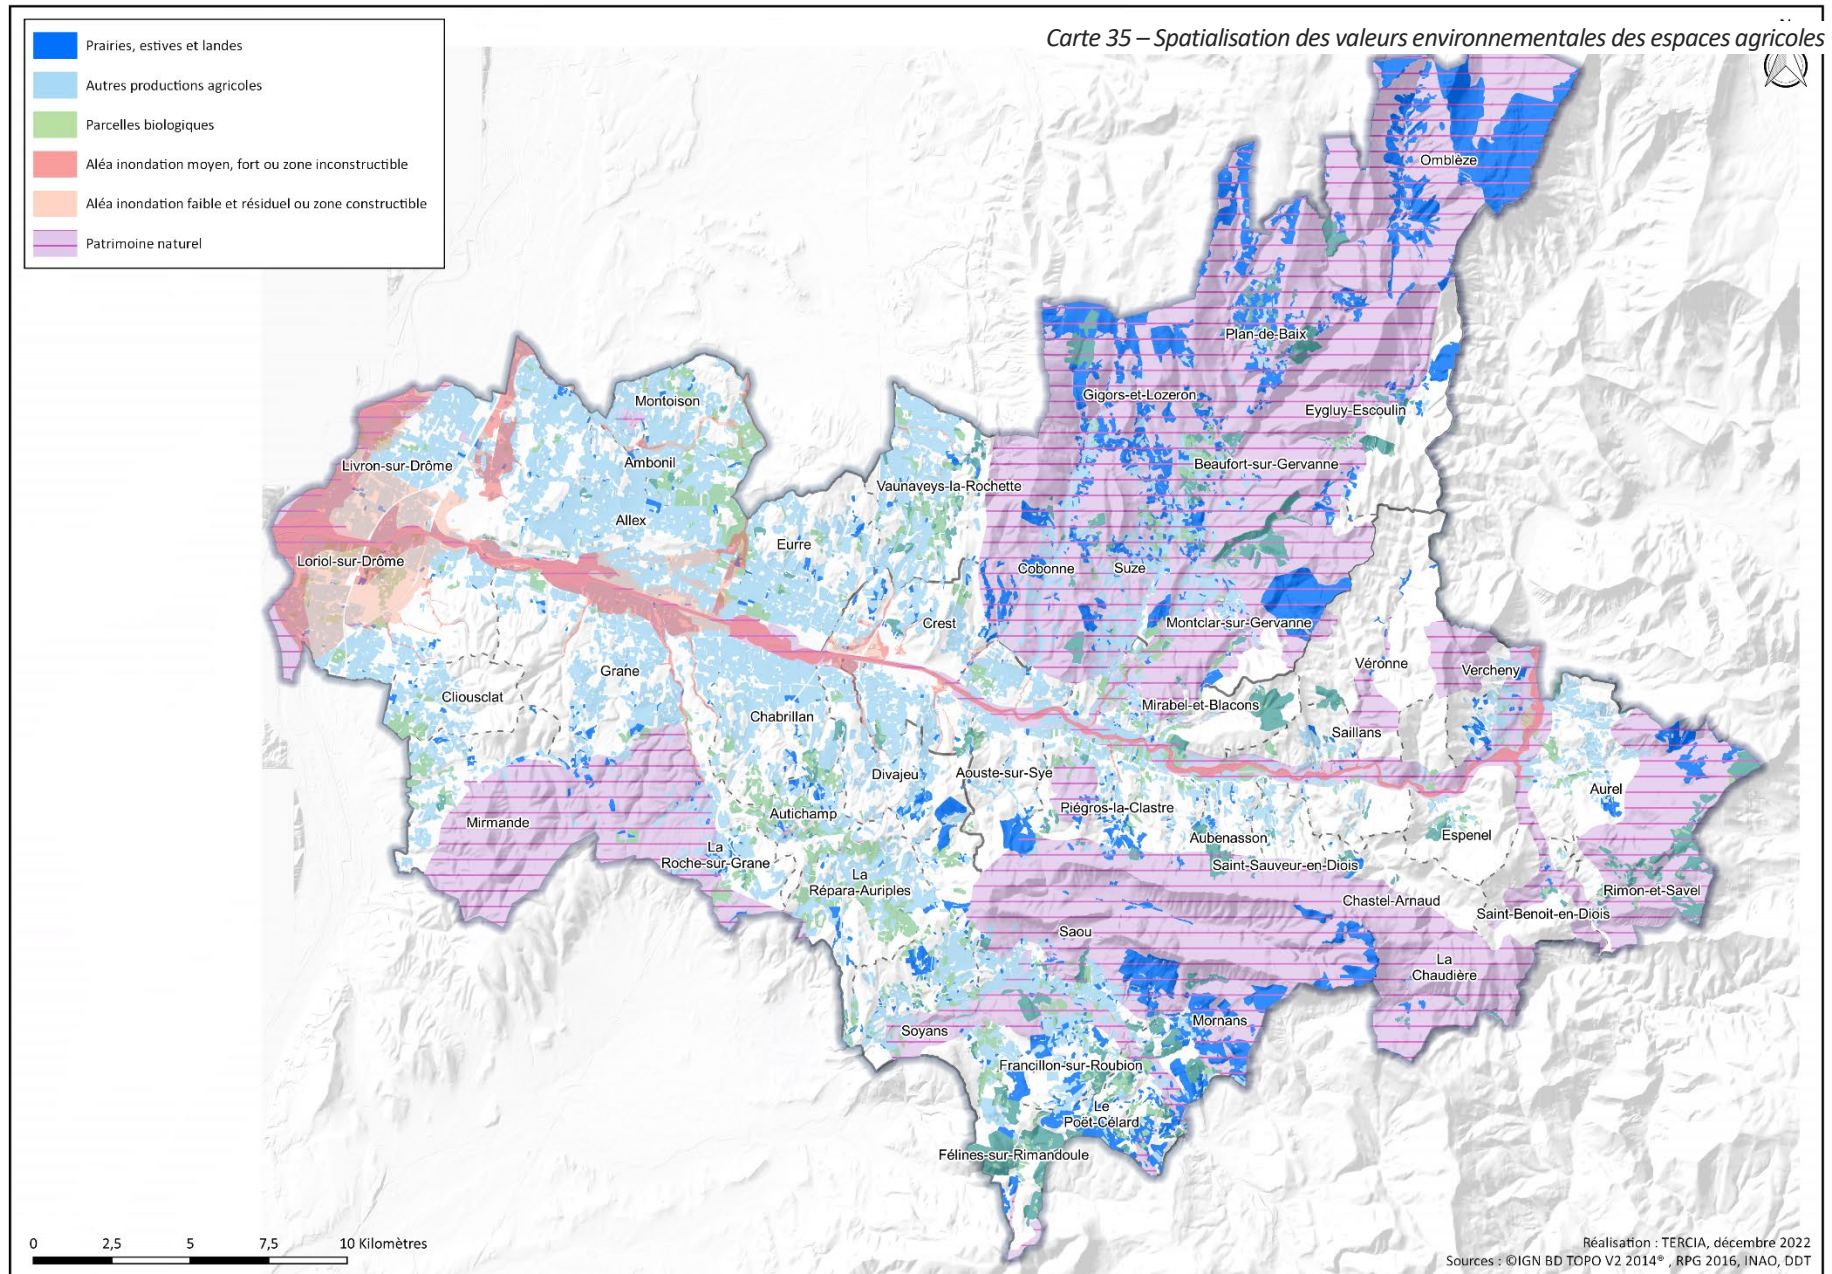 Carte 35 – Spatialisation des valeurs environnementales des espaces agricoles
Prairies, estives et landes
Autres productions agricoles
Parcelles biologiques
Aléa inondation moyen, fort ou zone inconstructible
Aléa inondation faible et résiduel ou zone constructible
Patrimoine naturel
Omblèze
Plan-de-Baix
Gigors-et-Lozeron
Eygluy-Escoulin
Montoison
Livron-sur-Drôme
Ambonil
Beaufort-sur-Gervanne
Vaunaveys-la-Rochette
Allex
Eurre
Loriol-sur-Drôme
Cobonne
Suze
Crest
Montclar-sur-Gervanne
Véronne
Vercheny
Grane
Cliousclat
Mirabel-et-Blacons
Chabrillan
Saillans
Divajeu
Aouste-sur-Sye
Aurel
Piégros-la-Clastre
Autichamp
Mirmande
Aubenasson
Espenel
La
Roche-sur-Grane
Saint-Sauveur-en-Diois
La
Répara-Auriples
Rimon-et-Savel
Chastel-Arnaud
Saint-Benoit-en-Diois
Saou
La
Chaudière
Mornans
Soyans
Francillon-sur-Roubion
Le
Poët-Célard
Félines-sur-Rimandoule
0 2,5 5 7,5 10 Kilomètres
Réalisation : TERCIA, décembre 2022
Sources : ©IGN BD TOPO V2 2014® , RPG 2016, INAO, DDT